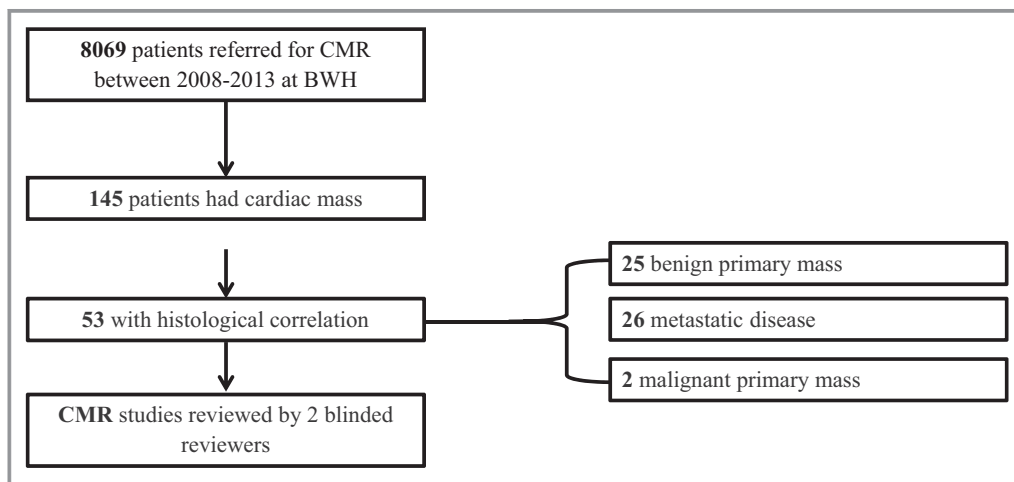 8069 patients referred for CMR
between 2008-2013 at BWH
145 patients had cardiac mass
53 with histological correlation
25 benign primary mass
26 metastatic disease
2 malignant primary mass
CMR studies reviewed by 2 blinded
reviewers